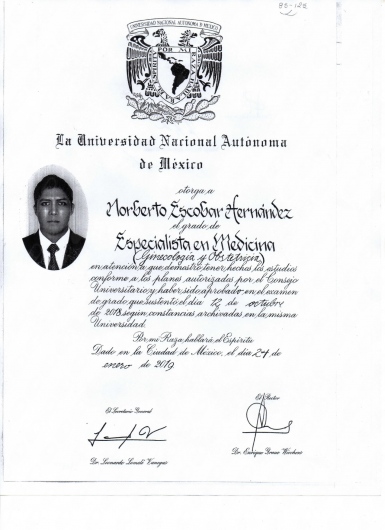 85-122
UNIVERSIDAD NACIONAL AUTÓNOMA DE MÉXICO
POR MI RAZA HABLARÁ EL ESPÍRITU
La Universidad Nacional Autónoma
de México
otorga a
Norberto Escobar Hernández
el grado de
Especialista en Medicina
(Ginecología y Obstetricia)
en atención a que demostró tener hechos los estudios
conforme a los planes autorizados por el Consejo
Universitario y haber sido aprobado en el examen
de grado que sustentó el día 12 de octubre
de 2018 según constancias archivadas en la misma
Universidad.
Por mi Raza, hablará el Espíritu
Dado en la Ciudad de México, el día 24 de
enero de 2019
El Secretario General
El Rector
Dr. Leonardo Lomelí Vanegas
Dr. Enrique Graue Wiechers